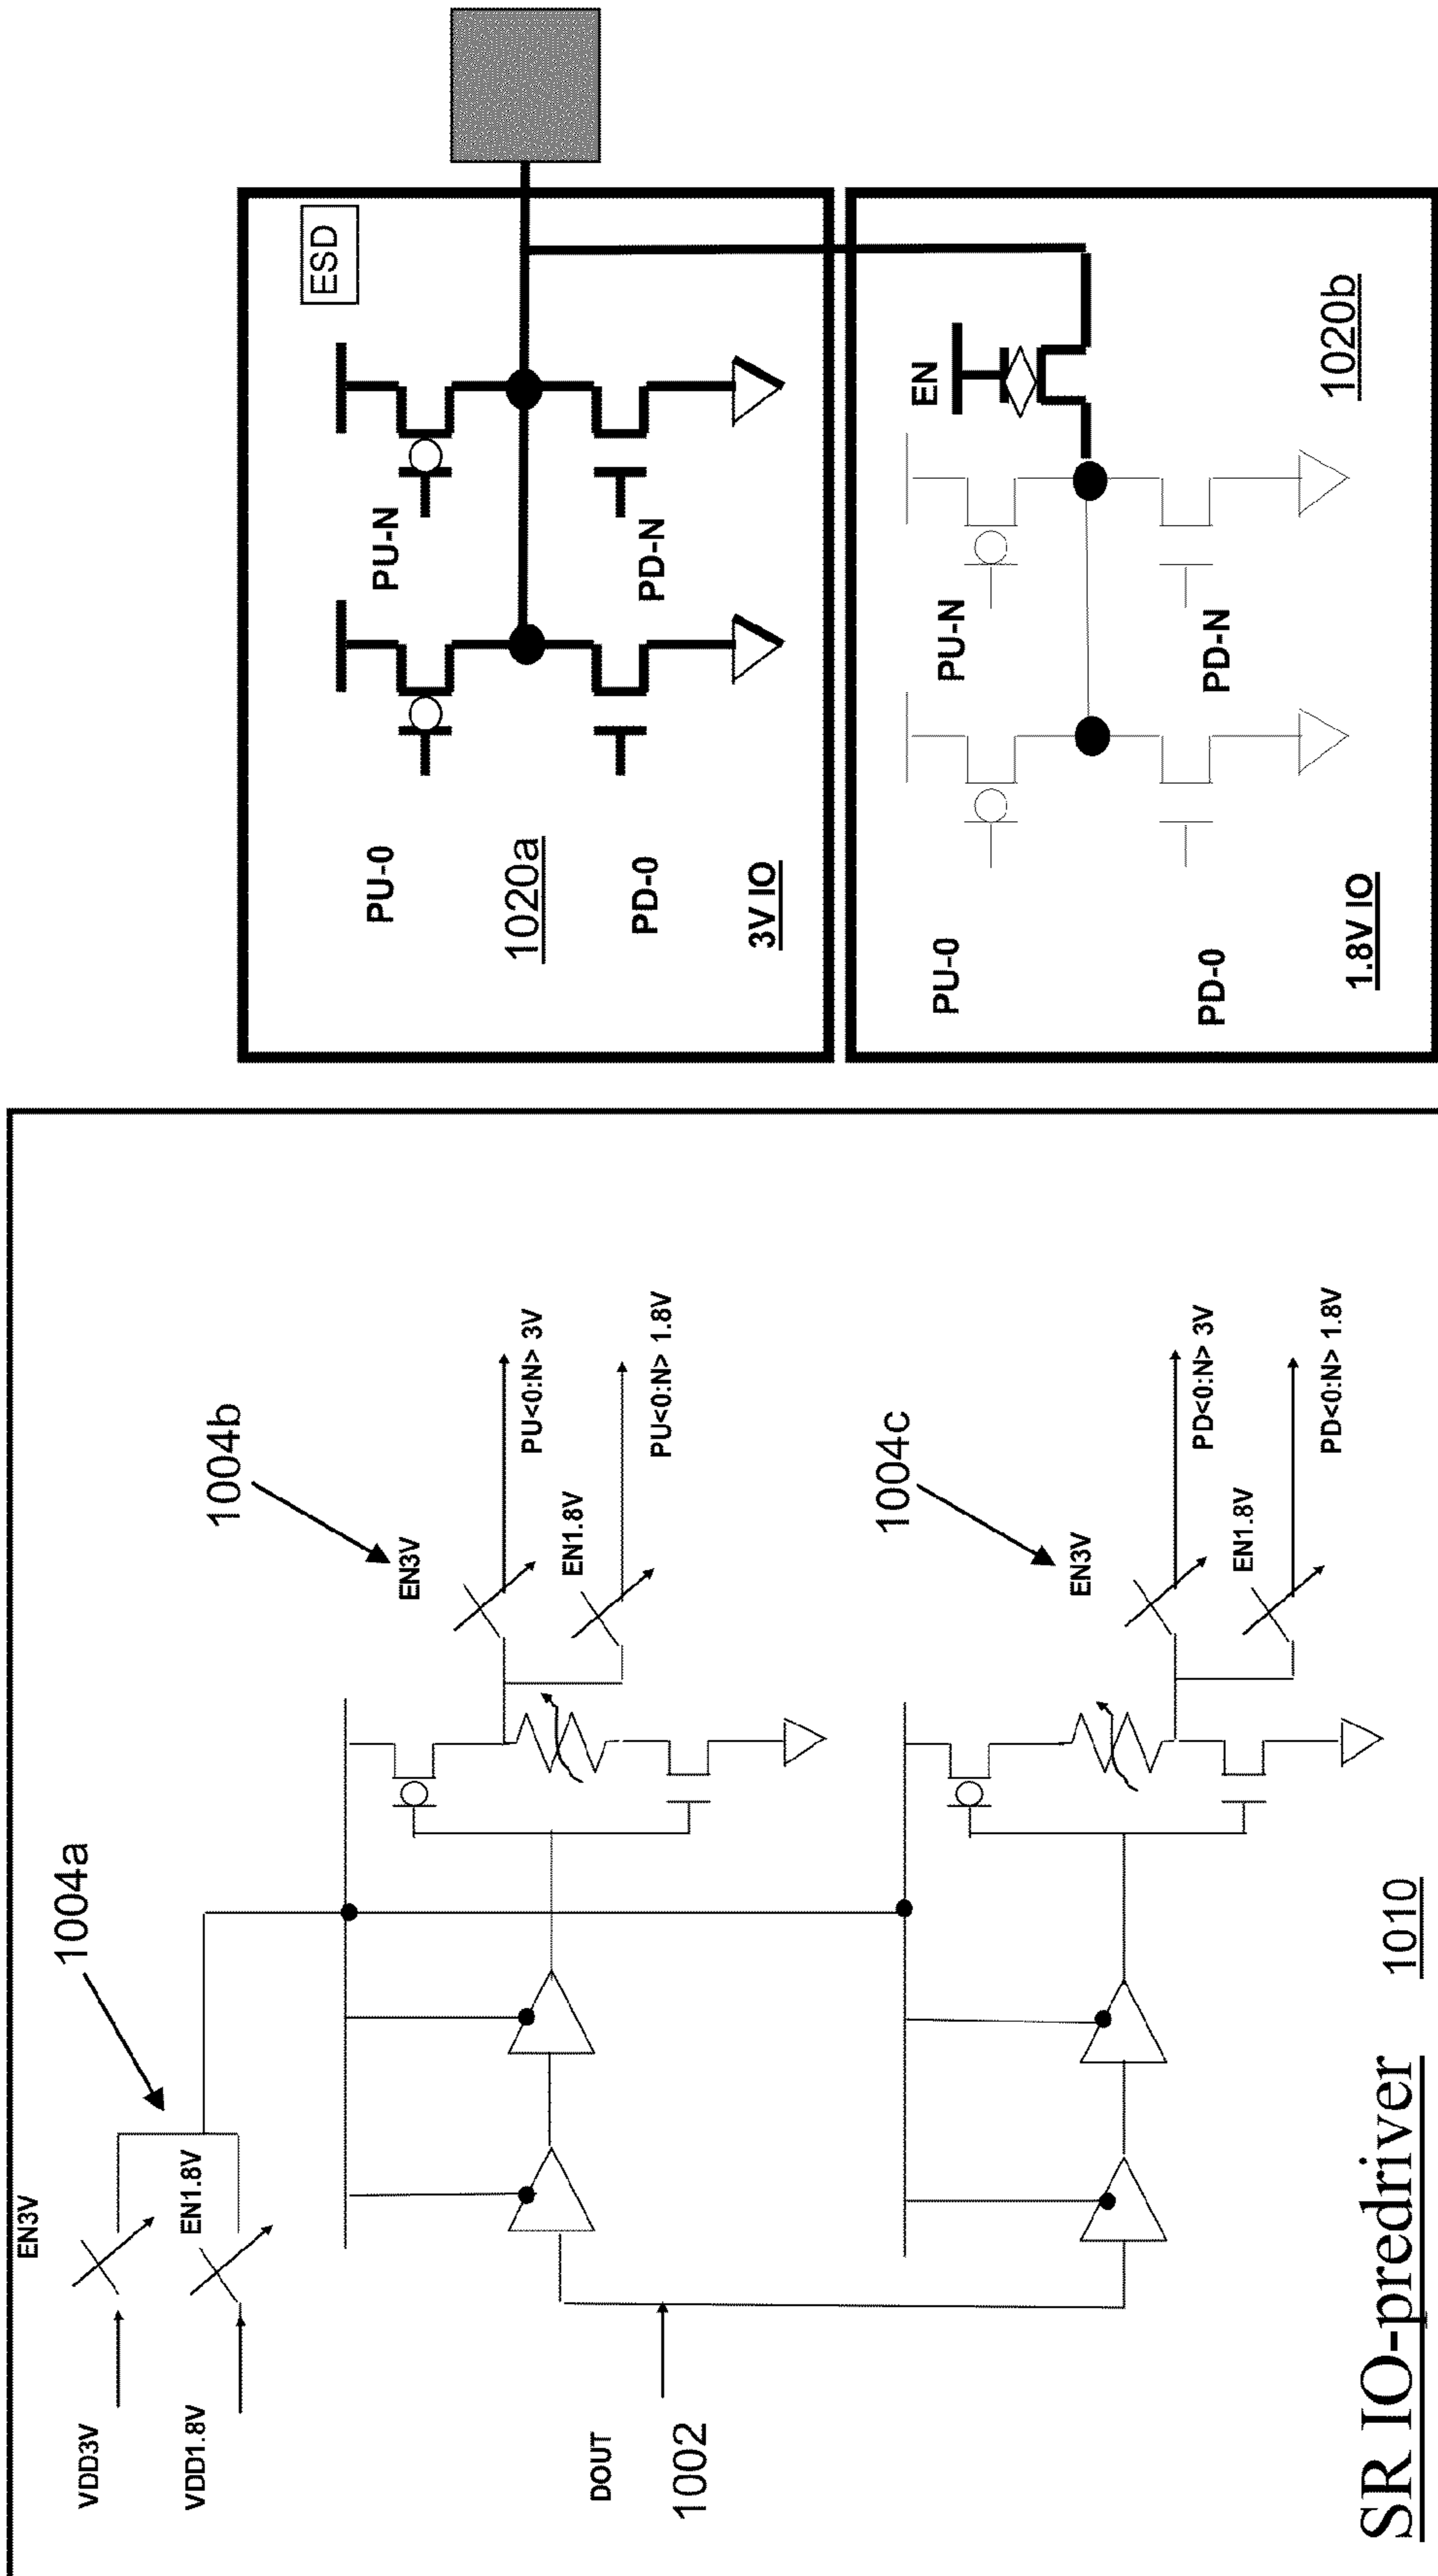 EN3V
1004a
VDD3V
EN1.8V
VDD1.8V
1004b
EN3V
PU<0:N> 3V
EN1.8V
PU<0:N> 1.8V
DOUT
1002
1004c
EN3V
PD<0:N> 3V
EN1.8V
PD<0:N> 1.8V
SR IO-predriver 1010
ESD
PU-0
PU-N
1020a
PD-0
PD-N
3V IO
EN
PU-0
PU-N
PD-0
PD-N
1020b
1.8V IO